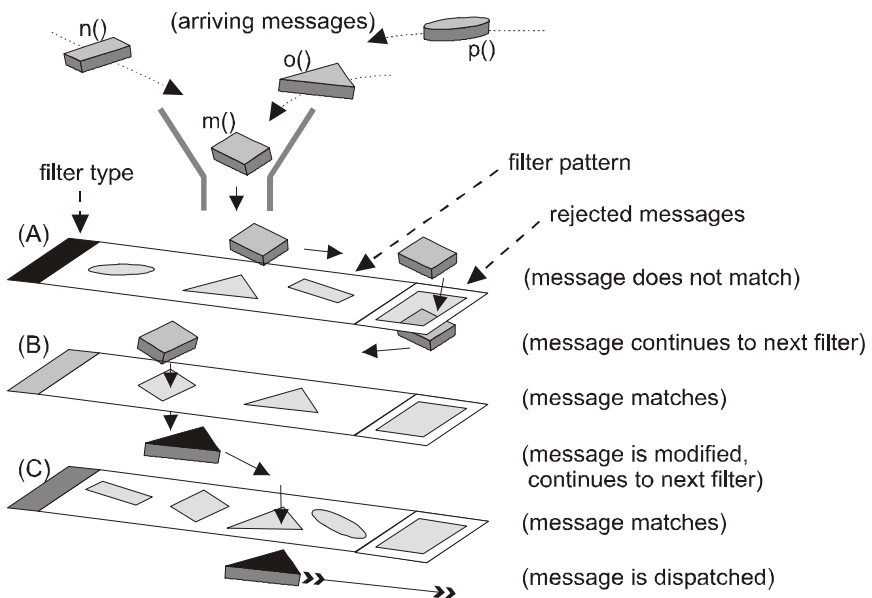 n()
(arriving messages)
p()
o()
m()
filter type
filter pattern
rejected messages
(A)
(message does not match)
(B)
(message continues to next filter)
(message matches)
(message is modified,
continues to next filter)
(C)
(message matches)
(message is dispatched)